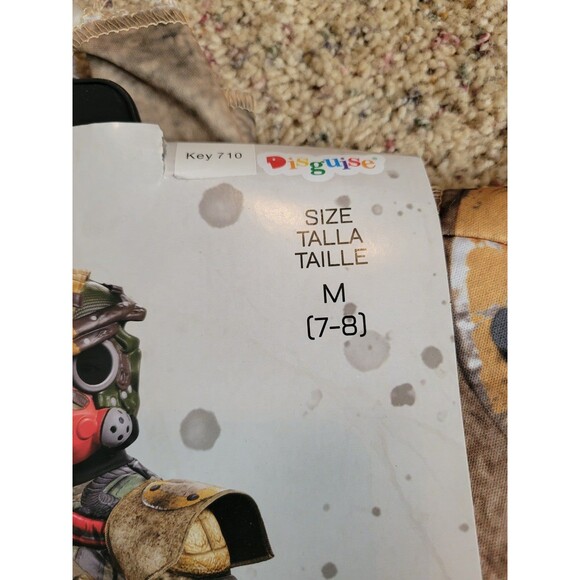 Key 710
Disguise
SIZE
TALLA
TAILLE
M
(7-8)